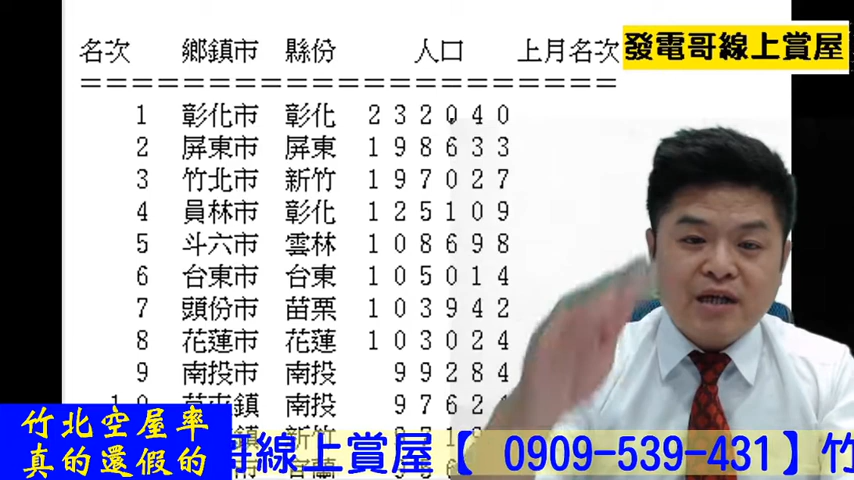 名次 鄉鎮市 縣份 人口 上月名次
發電哥線上賞屋
=====================
1 彰化市 彰化 232040
2 屏東市 屏東 198633
3 竹北市 新竹 197027
4 員林市 彰化 125109
5 斗六市 雲林 108698
6 台東市 台東 105014
7 頭份市 苗栗 103942
8 花蓮市 花蓮 103024
9 南投市 南投 99284
南投 9762
竹北空屋率
真的還假的
哥線上賞屋【 0909-539-431】竹